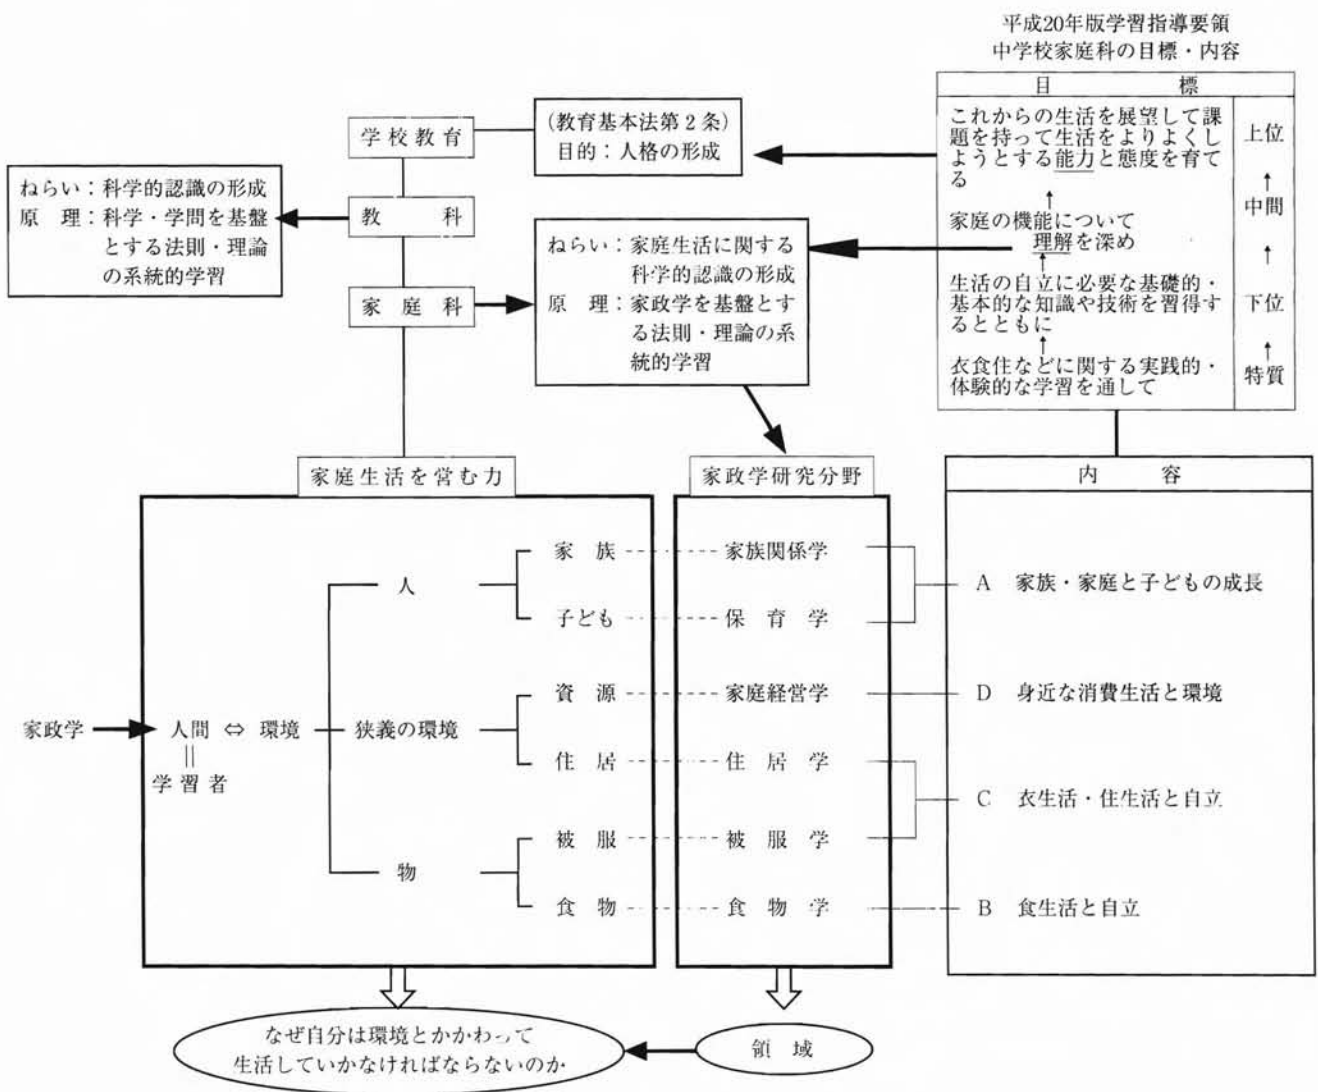 平成20年版学習指導要領
中学校家庭科の目標・内容
目 標
これからの生活を展望して課
題を持って生活をよりよくし
ようとする能力と態度を育て
る
↑
家庭の機能について
理解を深め
↑
生活の自立に必要な基礎的・
基本的な知識や技術を習得す
るとともに
↑
衣食住などに関する実践的・
体験的な学習を通して
上位
↑
中間
↑
下位
↑
特質
学校教育
(教育基本法第2条)
目的:人格の形成
教 科
ねらい:科学的認識の形成
原 理:科学・学問を基盤
とする法則・理論
の系統的学習
家庭科
ねらい:家庭生活に関する
科学的認識の形成
原 理:家政学を基盤とす
る法則・理論の系
統的学習
家庭生活を営む力
家政学研究分野
内 容
家政学
人間 ⇔ 環境
||
学習者
人
狭義の環境
物
家 族
子ども
資 源
住 居
被 服
食 物
家族関係学
保 育 学
家庭経営学
住 居 学
被 服 学
食 物 学
A 家族・家庭と子どもの成長
D 身近な消費生活と環境
C 衣生活・住生活と自立
B 食生活と自立
なぜ自分は環境とかかわって
生活していかなければならないのか
領 域